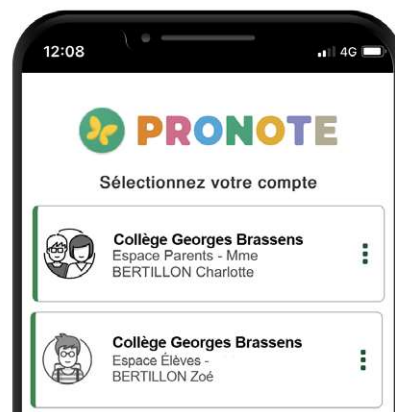 12:08
4G
PRONOTE
Sélectionnez votre compte
Collège Georges Brassens
Espace Parents - Mme
BERTILLON Charlotte
Collège Georges Brassens
Espace Élèves -
BERTILLON Zoé